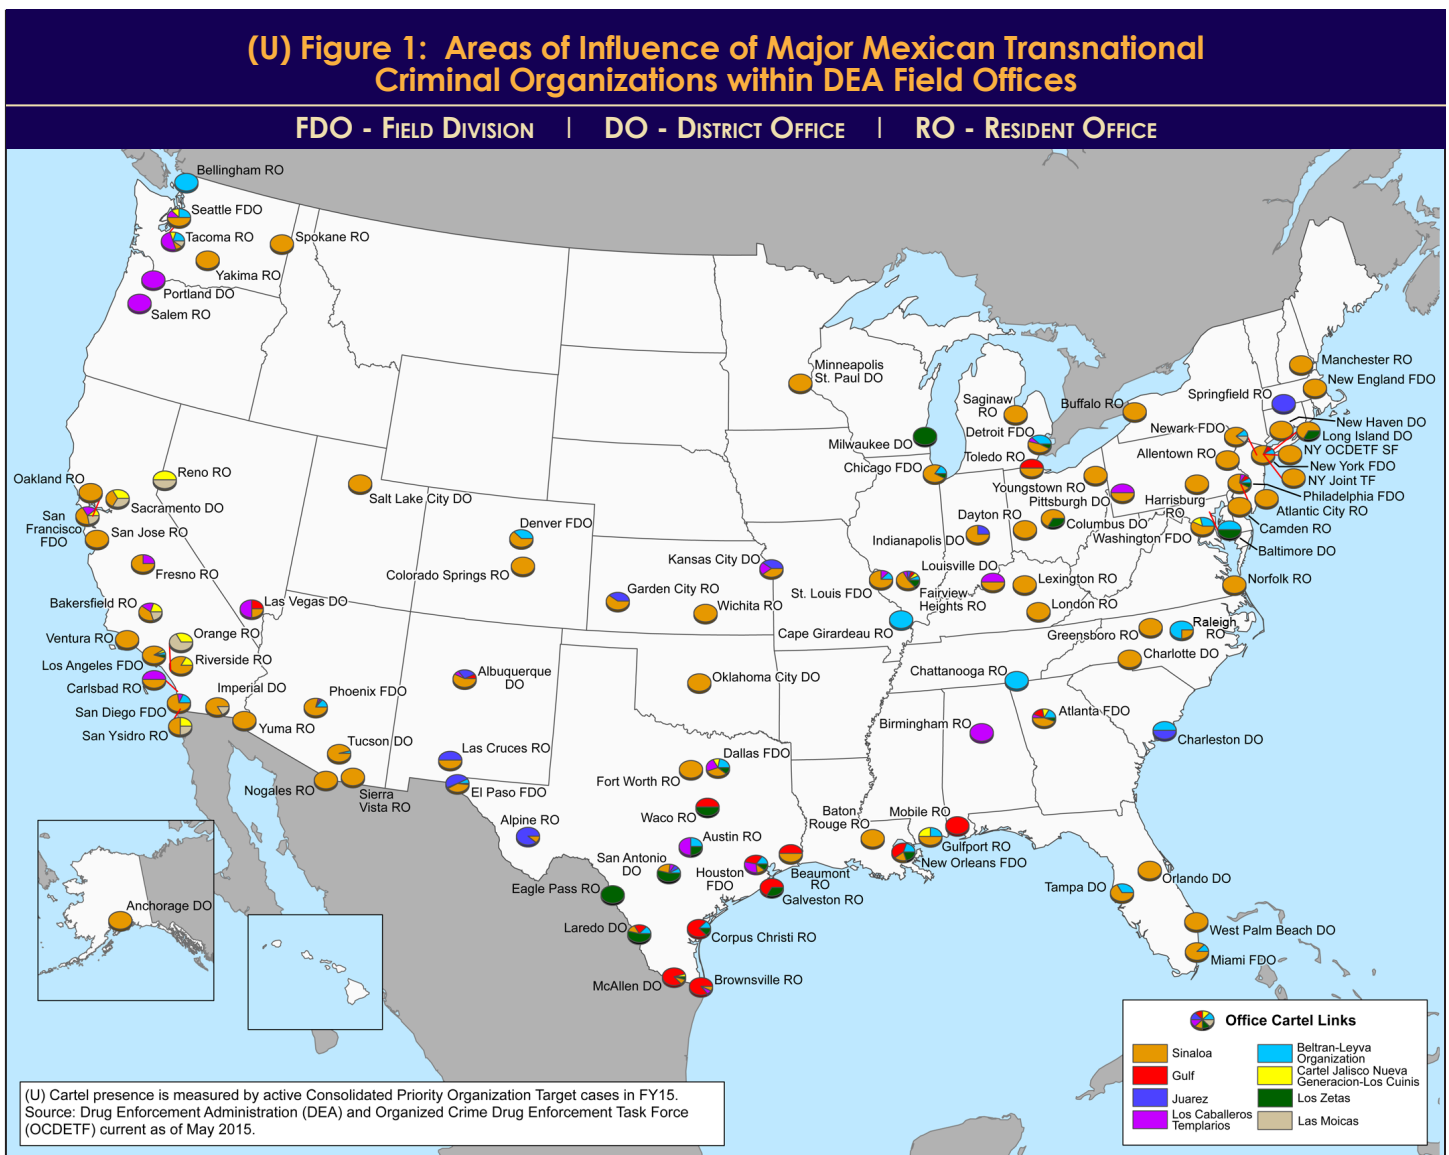 (U) Figure 1: Areas of Influence of Major Mexican Transnational
Criminal Organizations within DEA Field Offices
FDO - Field Division | DO - District Office | RO - Resident Office
Bellingham RO
Seattle FDO
Tacoma RO
Spokane RO
Yakima RO
Portland DO
Salem RO
Minneapolis
St. Paul DO
Manchester RO
New England FDO
Springfield RO
Saginaw
RO
Buffalo RO
New Haven DO
Newark FDO
Long Island DO
Detroit FDO
Milwaukee DO
NY OCDETF SF
Allentown RO
Toledo RO
New York FDO
Chicago FDO
NY Joint TF
Youngstown RO
Pittsburgh DO
Philadelphia FDO
Harrisburg
RO
Atlantic City RO
Dayton RO
Columbus DO
Camden RO
Washington FDO
Indianapolis DO
Baltimore DO
Reno RO
Oakland RO
Sacramento DO
San
Francisco
FDO
San Jose RO
Salt Lake City DO
Denver FDO
Fresno RO
Colorado Springs RO
Kansas City DO
Louisville DO
Lexington RO
Norfolk RO
Garden City RO
St. Louis FDO
Fairview
Heights RO
London RO
Bakersfield RO
Las Vegas DO
Wichita RO
Cape Girardeau RO
Greensboro RO
Raleigh
RO
Ventura RO
Orange RO
Charlotte DO
Los Angeles FDO
Riverside RO
Albuquerque
DO
Oklahoma City DO
Chattanooga RO
Carlsbad RO
Imperial DO
Phoenix FDO
San Diego FDO
Birmingham RO
Atlanta FDO
San Ysidro RO
Yuma RO
Charleston DO
Tucson DO
Las Cruces RO
Dallas FDO
Nogales RO
Sierra
Vista RO
El Paso FDO
Fort Worth RO
Alpine RO
Waco RO
Baton
Rouge RO
Mobile RO
Austin RO
Gulfport RO
New Orleans FDO
San Antonio
DO
Houston
FDO
Beaumont
RO
Galveston RO
Orlando DO
Tampa DO
Eagle Pass RO
Anchorage DO
Laredo DO
Corpus Christi RO
West Palm Beach DO
Miami FDO
McAllen DO
Brownsville RO
Office Cartel Links
Sinaloa
Gulf
Juarez
Los Caballeros
Templarios
Beltran-Leyva
Organization
Cartel Jalisco Nueva
Generacion-Los Cuinis
Los Zetas
Las Moicas
(U) Cartel presence is measured by active Consolidated Priority Organization Target cases in FY15.
Source: Drug Enforcement Administration (DEA) and Organized Crime Drug Enforcement Task Force
(OCDETF) current as of May 2015.